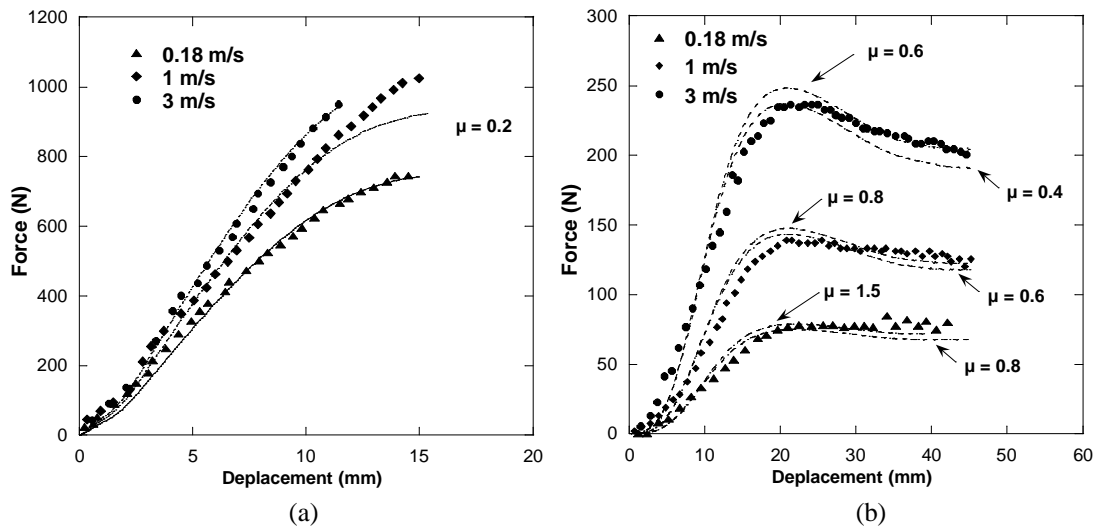 1200
1000
800
600
400
200
0
Force (N)
0.18 m/s
1 m/s
3 m/s
μ = 0.2
0 5 10 15 20
Deplacement (mm)
(a)
300
250
200
150
100
50
0
Force (N)
0.18 m/s
1 m/s
3 m/s
μ = 0.6
μ = 0.4
μ = 0.8
μ = 0.6
μ = 1.5
μ = 0.8
0 10 20 30 40 50 60
Deplacement (mm)
(b)